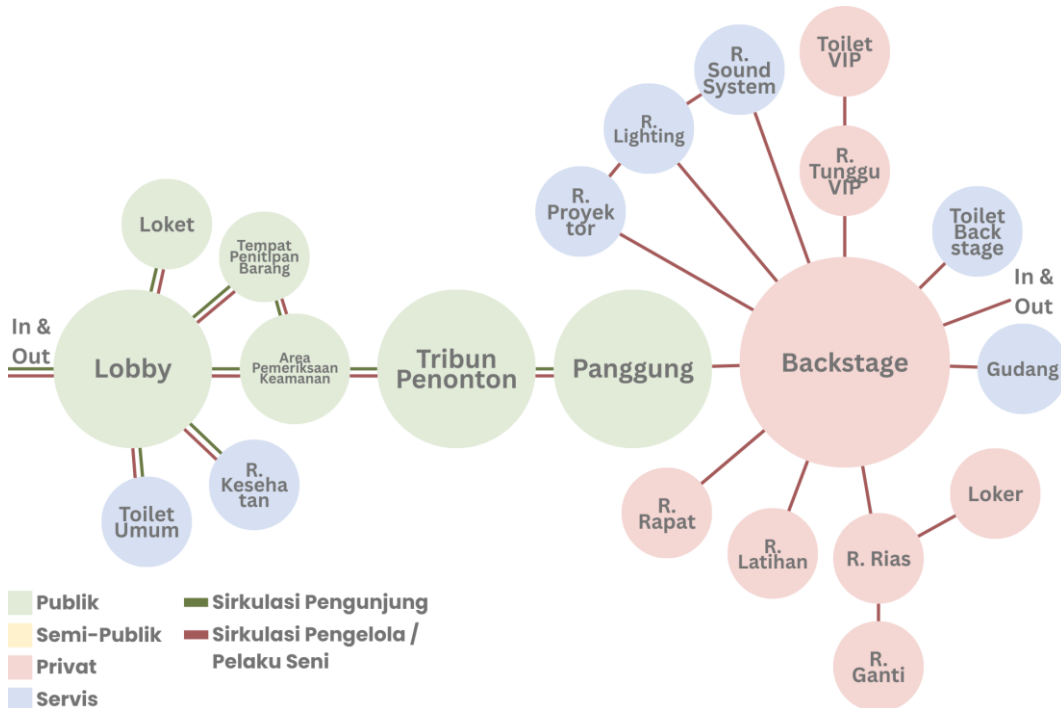 Toilet
VIP
R.
Sound
System
R.
Lighting
R.
Tunggu
VIP
R.
Proyek
tor
Toilet
Back
stage
Loket
Tempat
Penitipan
Barang
In &
Out
In &
Out
Lobby
Area
Pemeriksaan
Keamanan
Tribun
Penonton
Panggung
Backstage
Gudang
R.
Keseha
tan
Toilet
Umum
R.
Rapat
R.
Latihan
R. Rias
Loker
R.
Ganti
Publik
Semi-Publik
Privat
Servis
Sirkulasi Pengunjung
Sirkulasi Pengelola /
Pelaku Seni